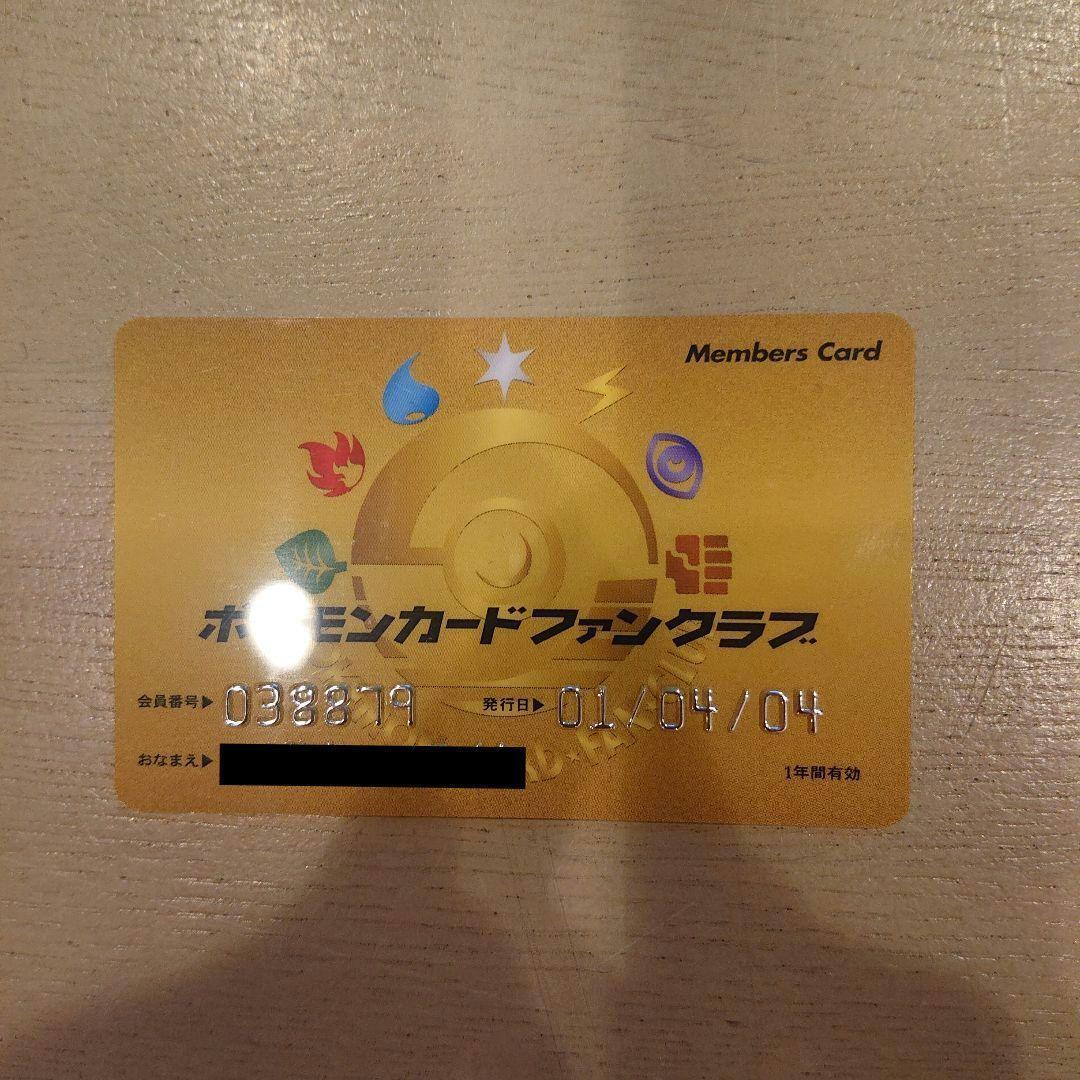 Members Card
ポケモンカードファンクラブ
会員番号▶ 038879 発行日▶ 01/04/04
おなまえ▶
1年間有効